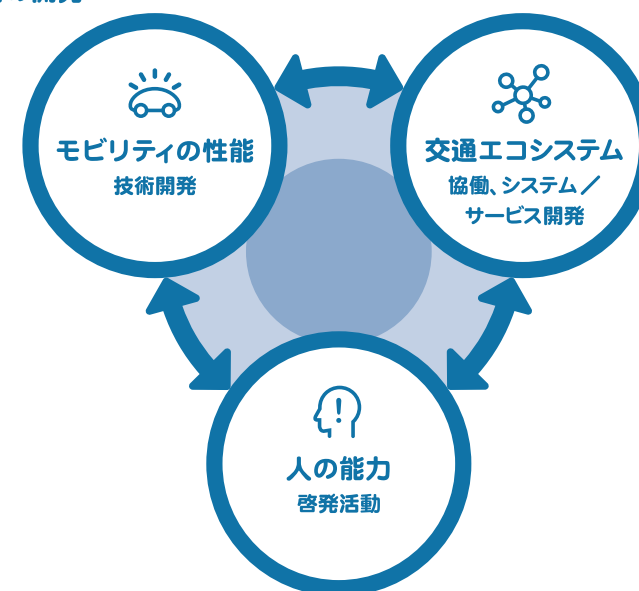 開発
モビリティの性能
技術開発
交通エコシステム
協働、システム／
サービス開発
人の能力
啓発活動